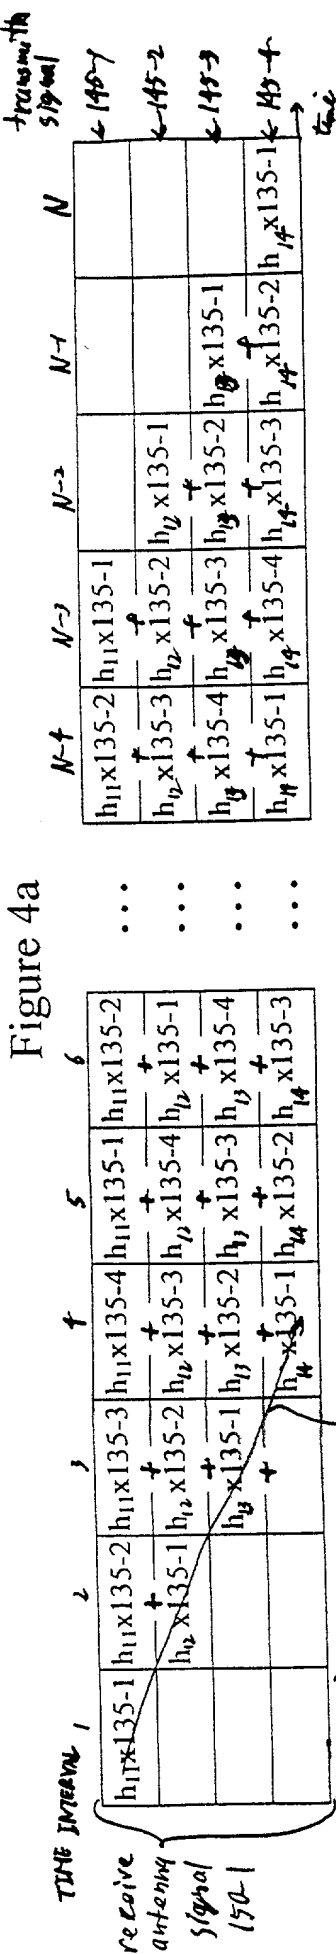 Figure 4a
TIME INTERVAL 1 2 3 4 5 6 N-4 N-3 N-2 N-1 N transmit signal
h11x135-1 h11x135-2 h11x135-3 h11x135-4 h11x135-1 h11x135-2 ... h11x135-2 h11x135-1 ← 145-1
+ + + + + + +
h12x135-1 h12x135-2 h12x135-3 h12x135-4 h12x135-1 ... h12x135-3 h12x135-2 h12x135-1 ← 145-2
+ + + + + + +
h13x135-1 h13x135-2 h13x135-3 h13x135-4 ... h13x135-4 h13x135-3 h13x135-2 h13x135-1 ← 145-3
+ + + + + + + +
h14x135-1 h14x135-2 h14x135-3 ... h14x135-1 h14x135-4 h14x135-3 h14x135-2 h14x135-1 ← 145-4
time
receive
antenna
signal
150-1